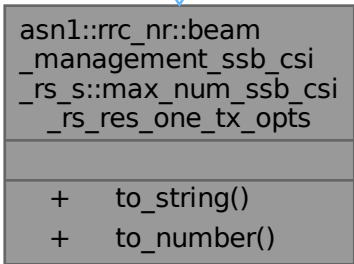 asn1::rrc_nr::beam
_management_ssb_csi
_rs_s::max_num_ssb_csi
_rs_res_one_tx_opts
+ to_string()
+ to_number()